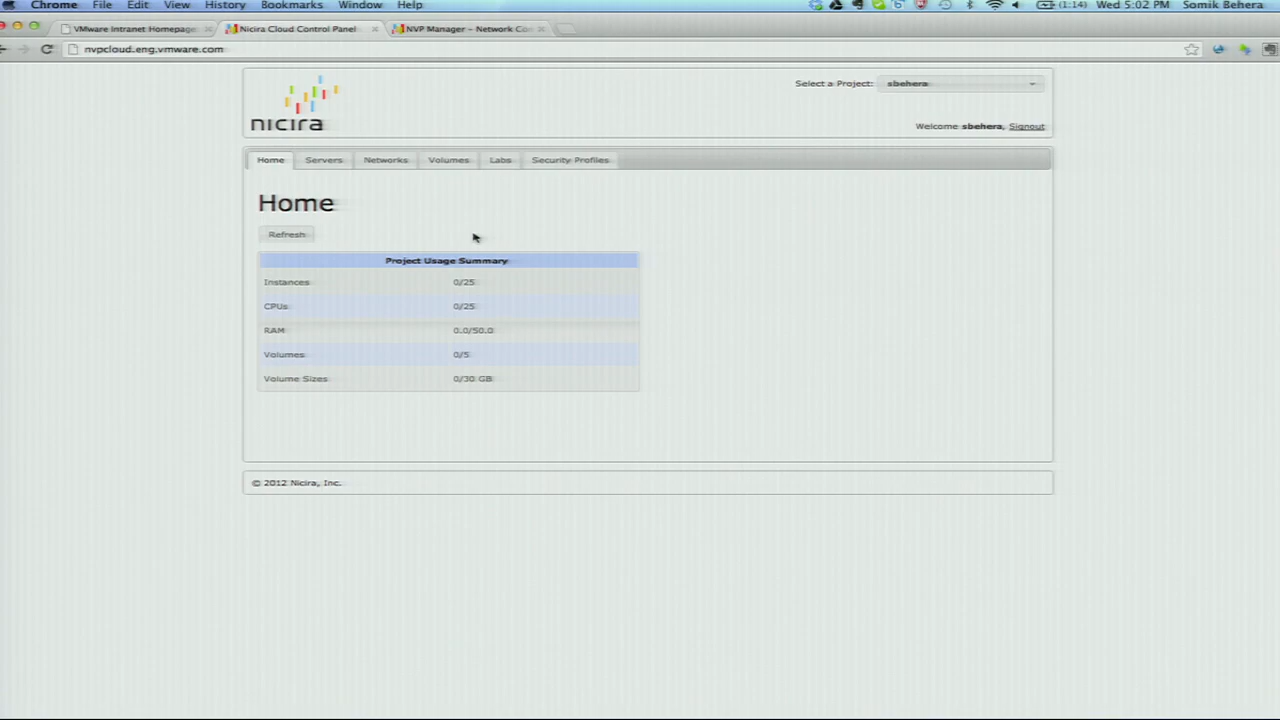 Chrome File Edit View History Bookmarks Window Help (1:14) Wed 5:02 PM Somik Behera
VMware Intranet Homepage Nicira Cloud Control Panel NVP Manager – Network Co
nvpcloud.eng.vmware.com
nicira
Select a Project: sbehera
Welcome sbehera, Signout
Home Servers Networks Volumes Labs Security Profiles
Home
Refresh
Project Usage Summary
Instances 0/25
CPUs 0/25
RAM 0.0/50.0
Volumes 0/5
Volume Sizes 0/30 GB
© 2012 Nicira, Inc.